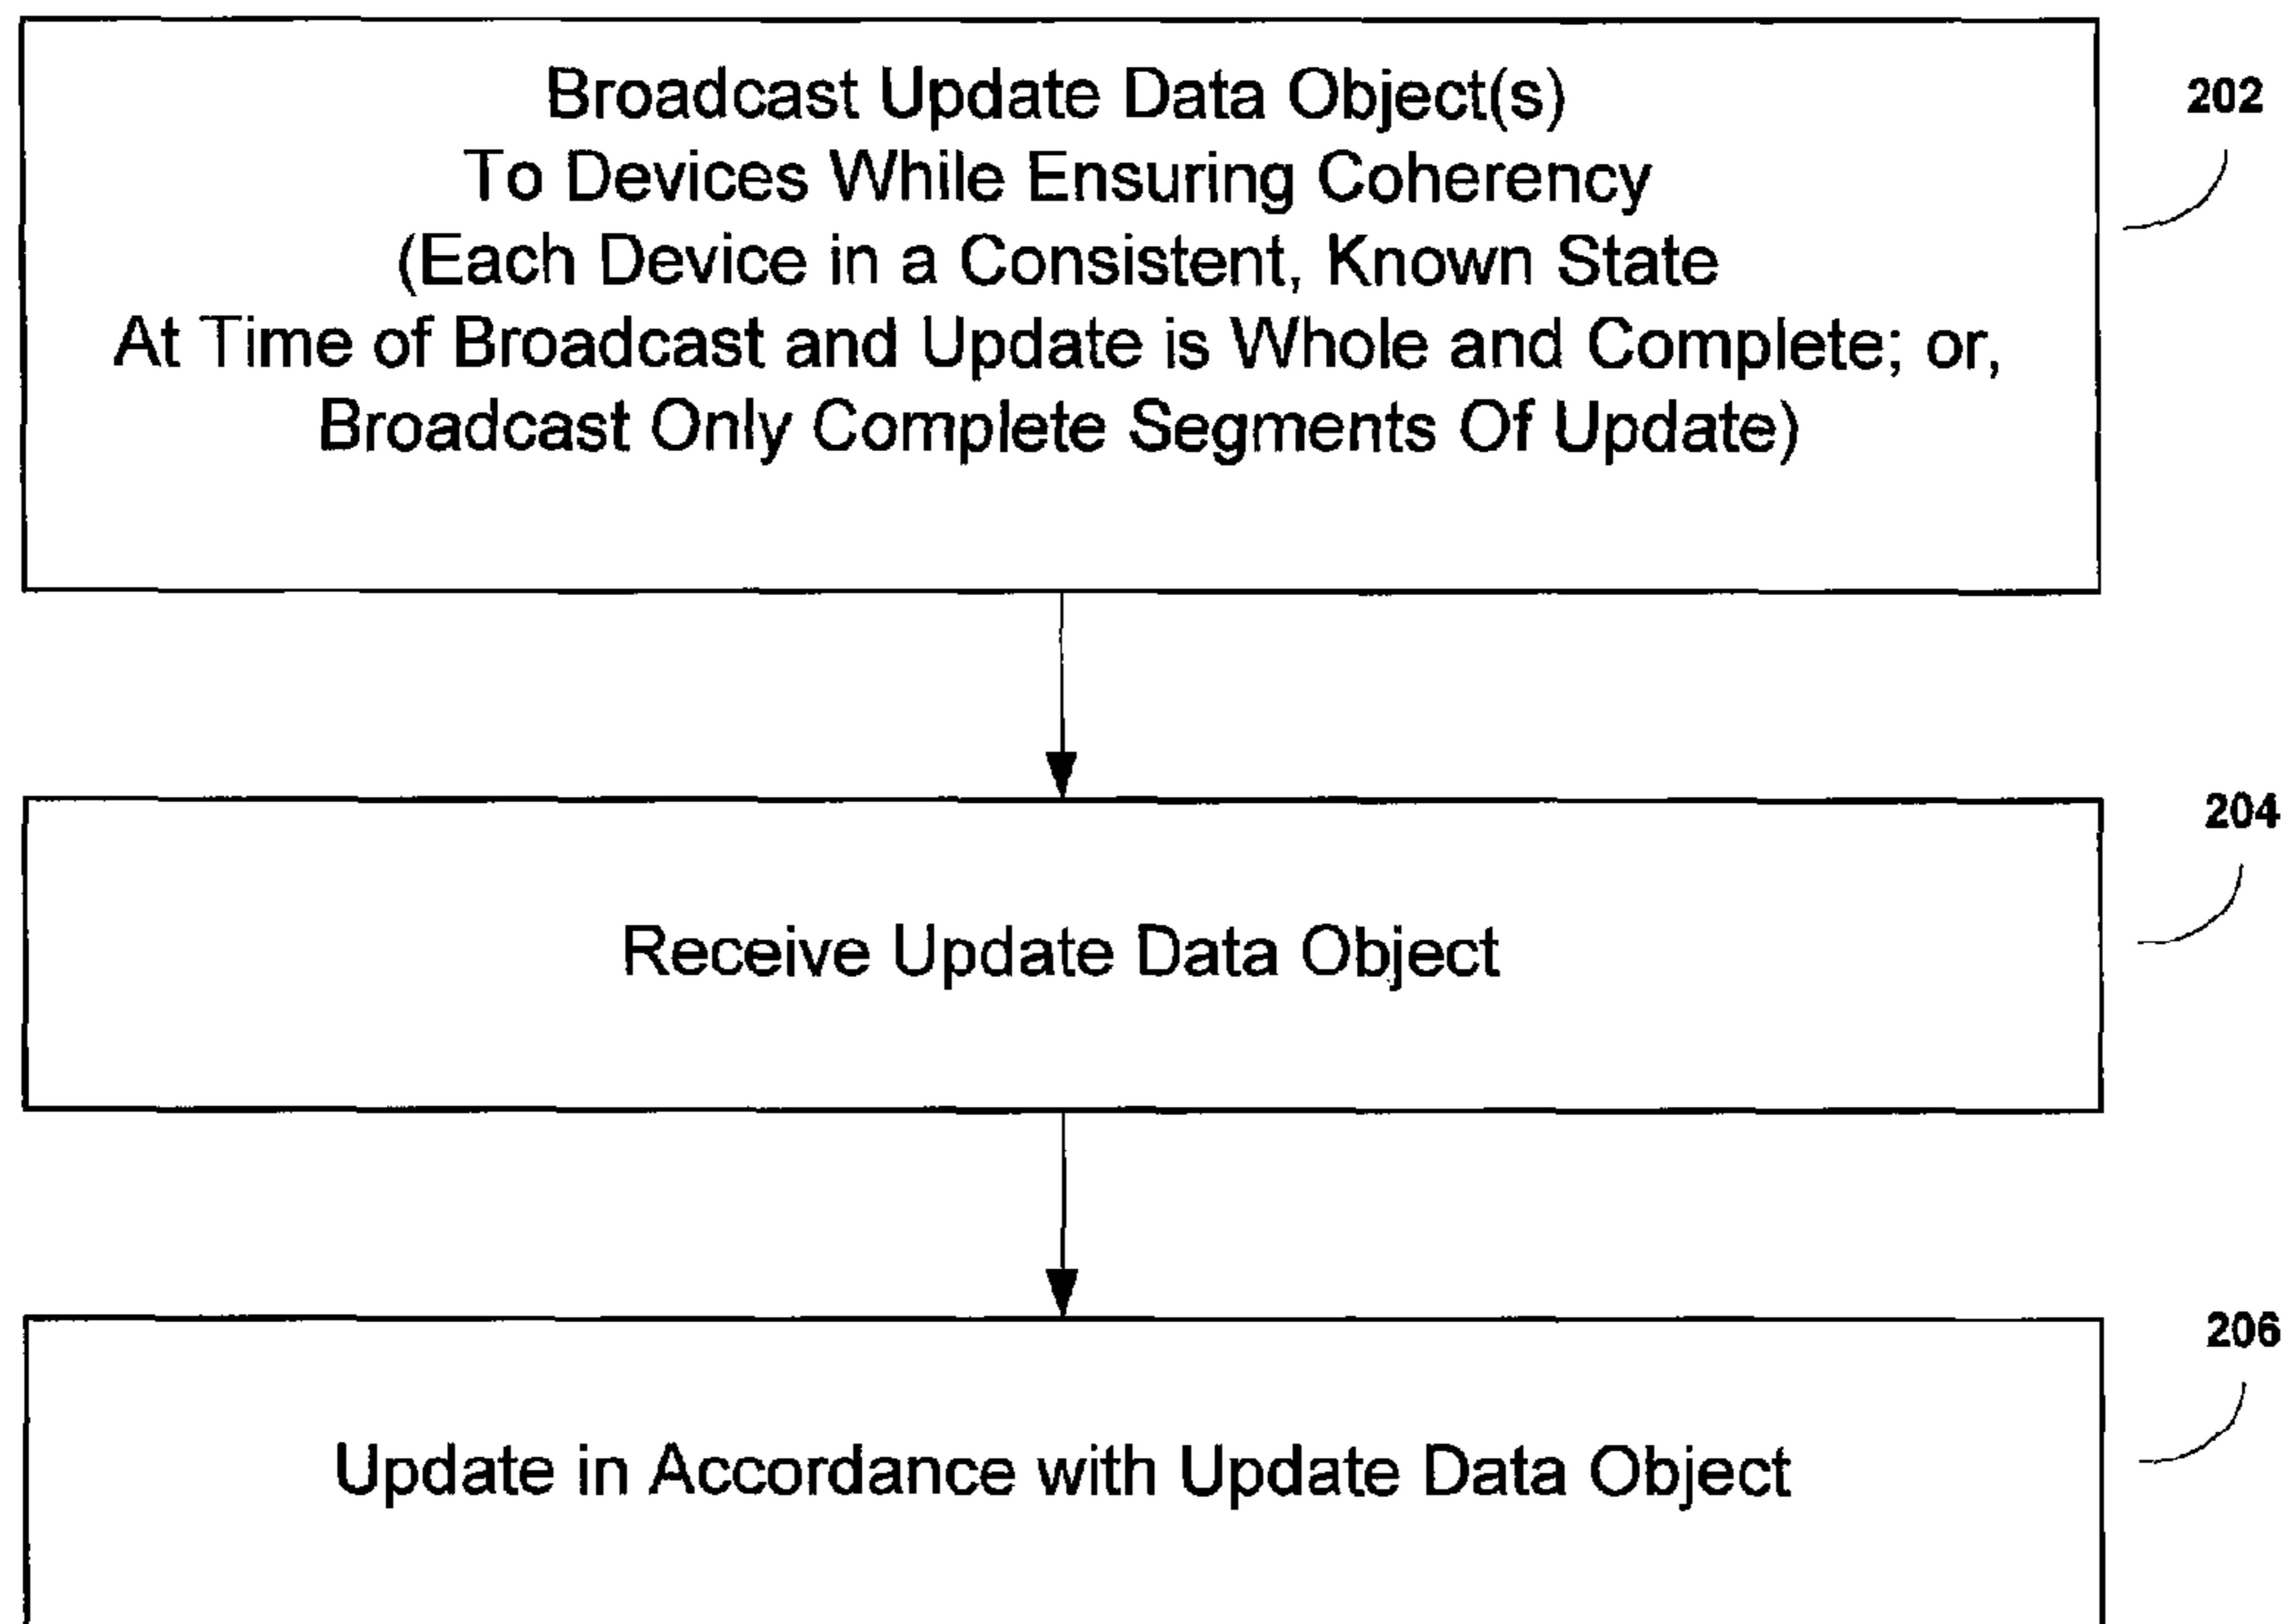 Broadcast Update Data Object(s)
To Devices While Ensuring Coherency
(Each Device in a Consistent, Known State
At Time of Broadcast and Update is Whole and Complete; or,
Broadcast Only Complete Segments Of Update)
202
Receive Update Data Object
204
Update in Accordance with Update Data Object
206